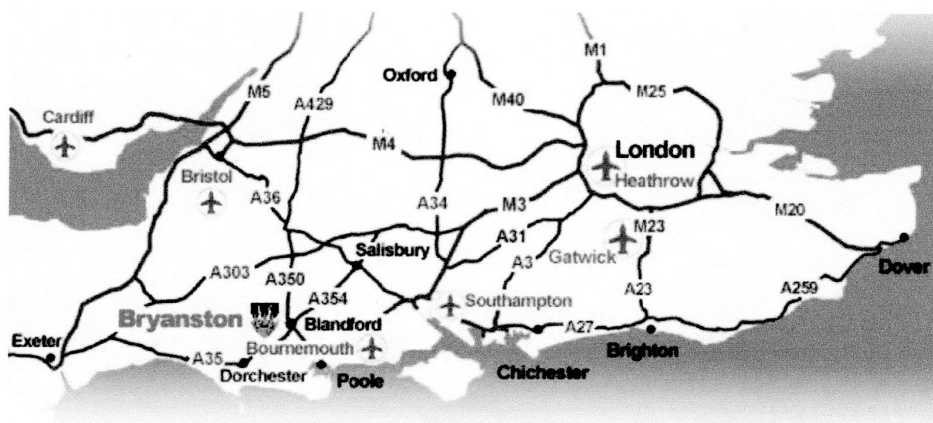 M1
Oxford
M5
A429
M40
M25
Cardiff
M4
London
Heathrow
Bristol
A36
A34
M3
M20
A31
M23
Salisbury
A3
Gatwick
A303
A350
Dover
A354
Southampton
A23
A259
Bryanston
Blandford
A27
Exeter
Bournemouth
Brighton
A35
Dorchester
Poole
Chichester